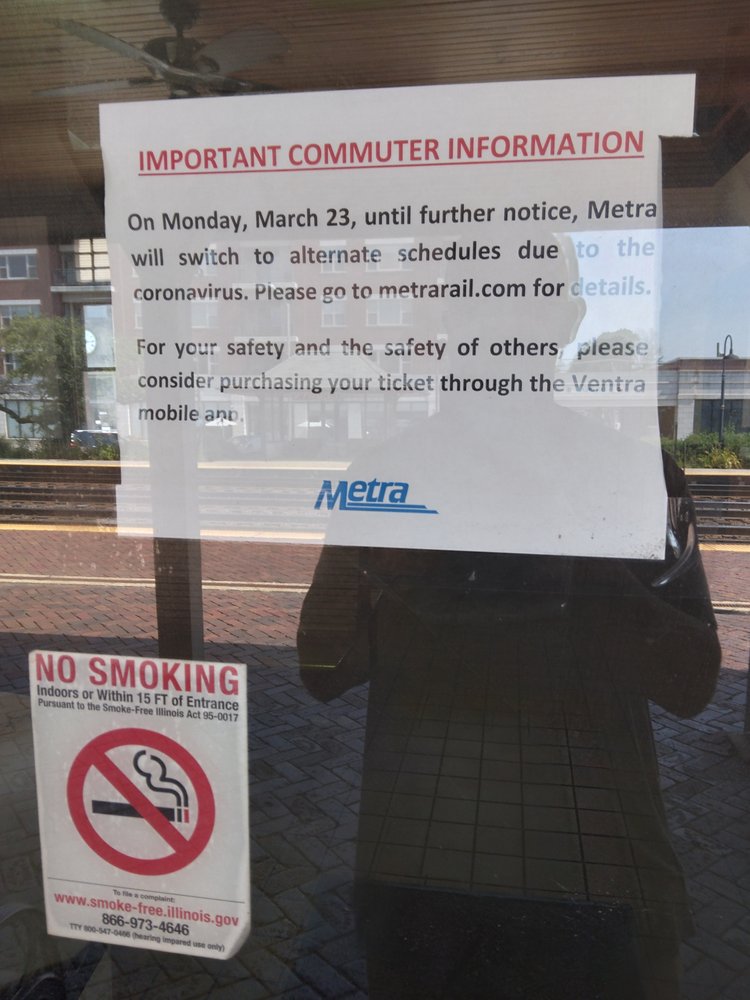 IMPORTANT COMMUTER INFORMATION
On Monday, March 23, until further notice, Metra
will switch to alternate schedules due to the
coronavirus. Please go to metrarail.com for details.
For your safety and the safety of others, please
consider purchasing your ticket through the Ventra
mobile app.
Metra
NO SMOKING
Indoors or Within 15 FT of Entrance
Pursuant to the Smoke-Free Illinois Act 95-0017
To file a complaint:
www.smoke-free.illinois.gov
866-973-4646
TTY 800-547-0466 (hearing impared use only)